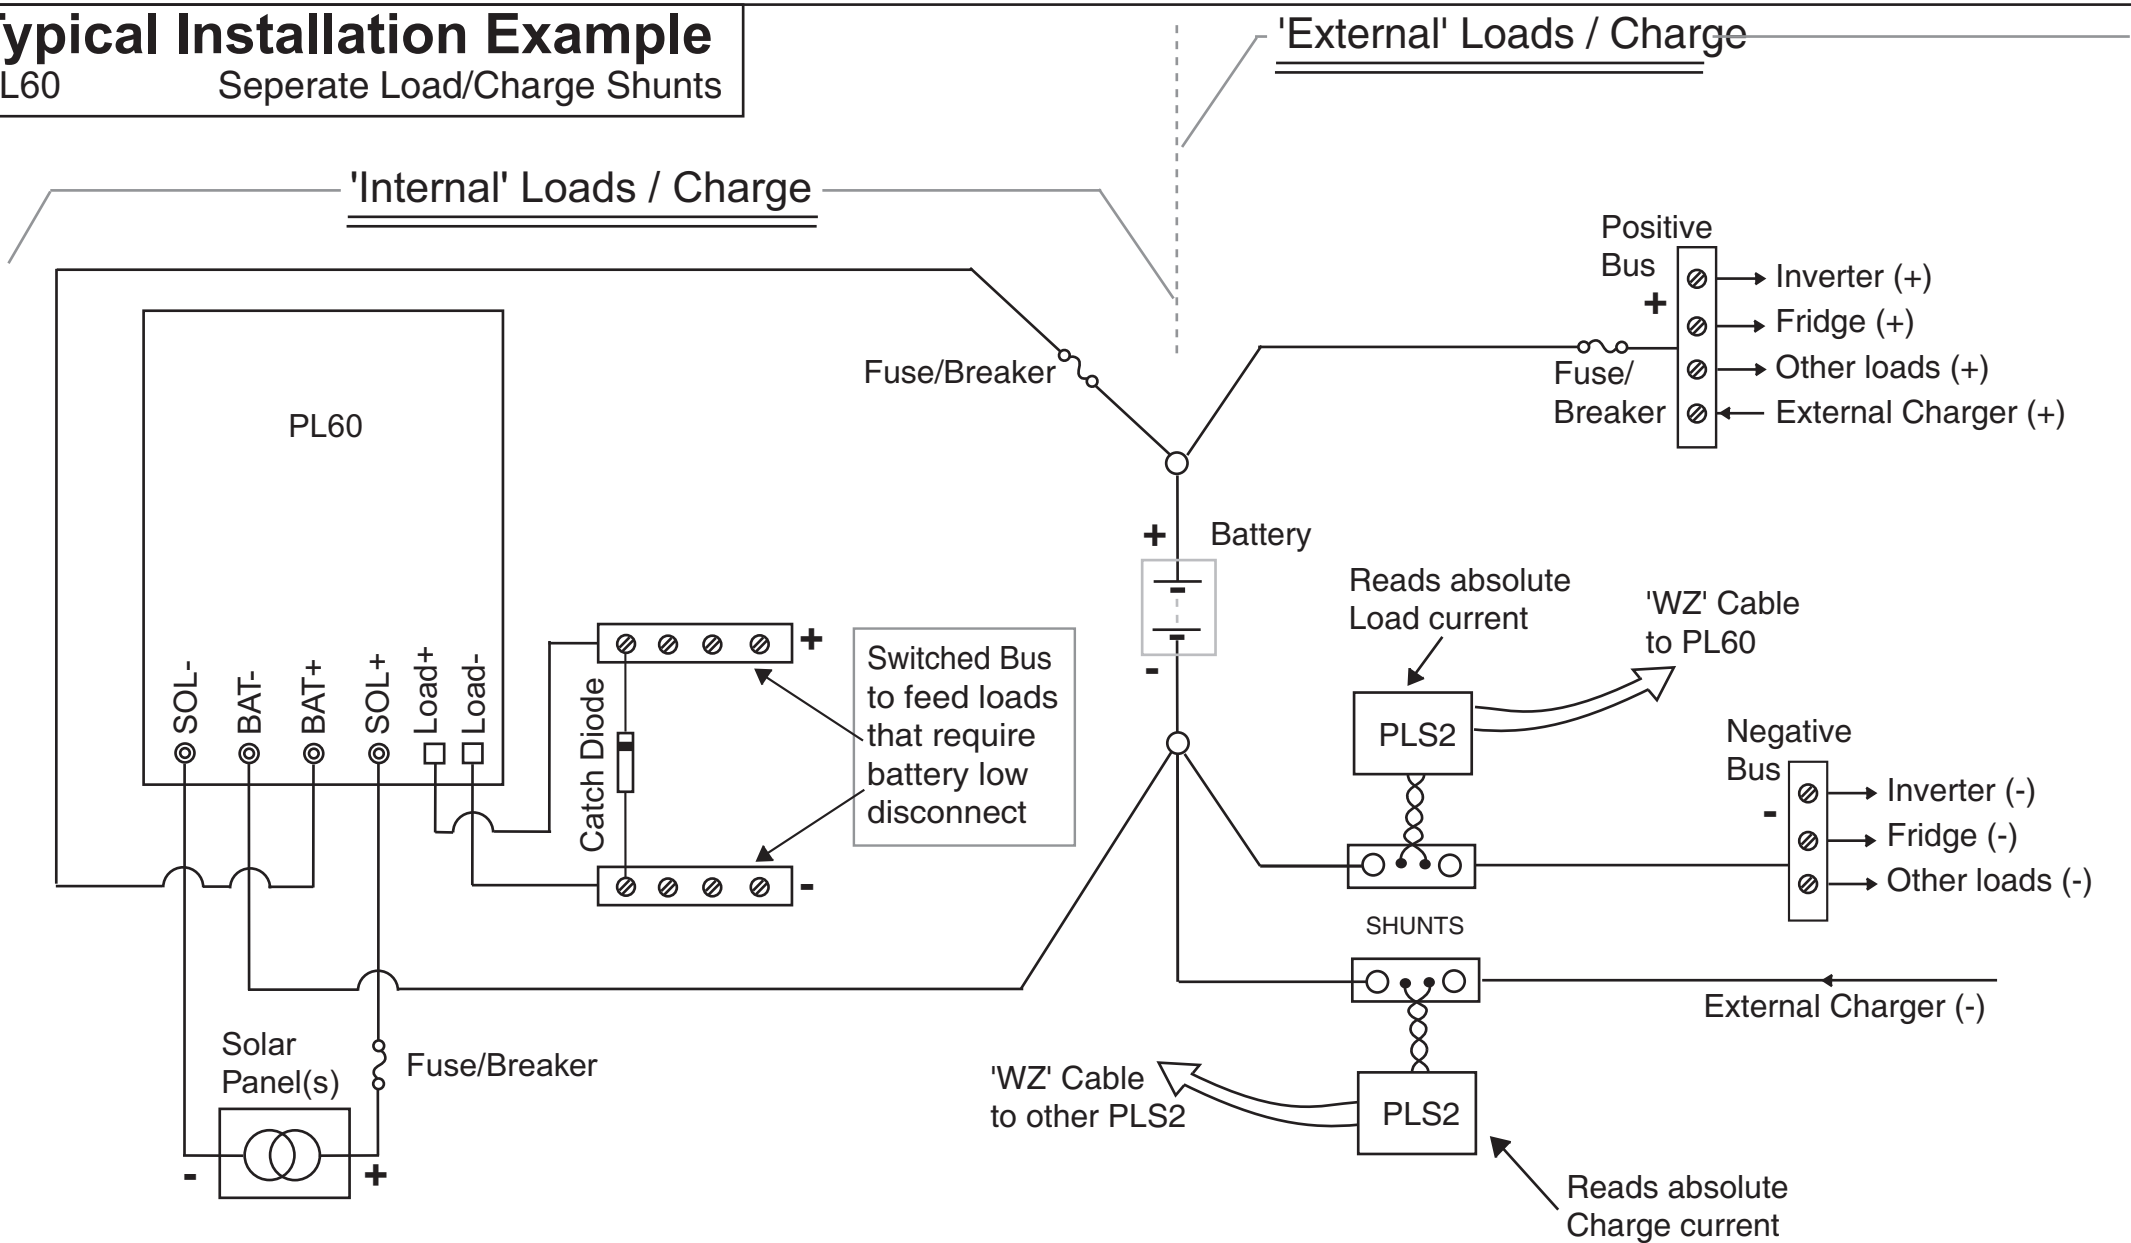 ypical Installation Example
L60 Seperate Load/Charge Shunts
'External' Loads / Charge
'Internal' Loads / Charge
Positive
Bus
+
Inverter (+)
Fridge (+)
Other loads (+)
External Charger (+)
Fuse/Breaker
Fuse/
Breaker
PL60
+
Battery
-
SOL-
BAT-
BAT+
SOL+
Load+
Load-
+
Catch Diode
-
Switched Bus
to feed loads
that require
battery low
disconnect
Reads absolute
Load current
'WZ' Cable
to PL60
PLS2
Negative
Bus
-
Inverter (-)
Fridge (-)
Other loads (-)
SHUNTS
External Charger (-)
Solar
Panel(s)
Fuse/Breaker
-
+
'WZ' Cable
to other PLS2
PLS2
Reads absolute
Charge current